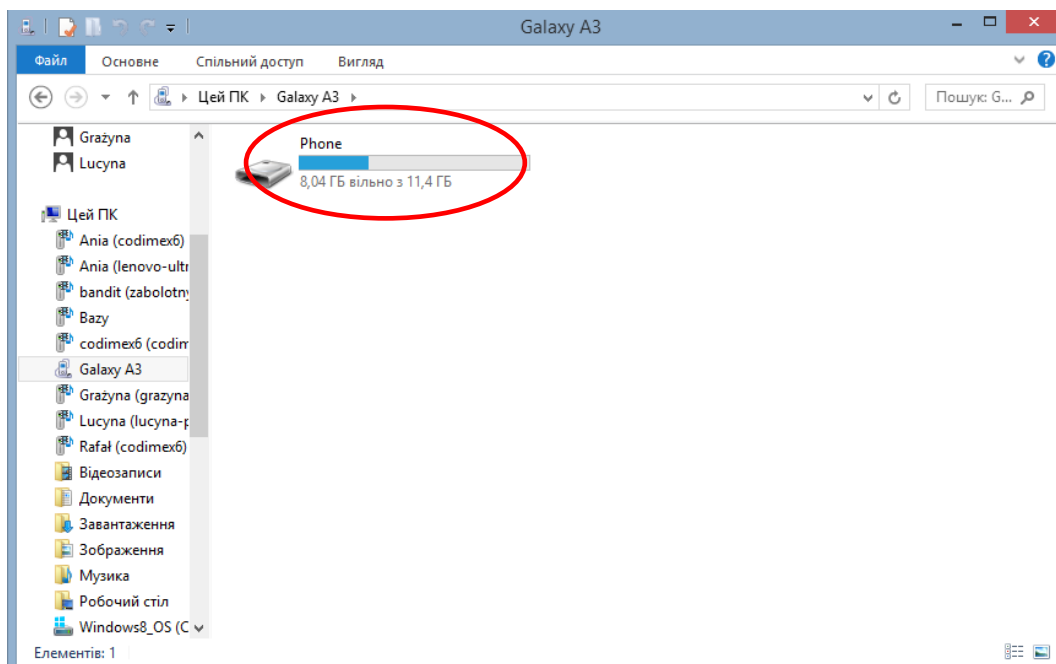 Galaxy A3
Файл Основне Спільний доступ Вигляд
Цей ПК Galaxy A3 Пошук: G...
Grażyna
Lucyna
Цей ПК
Ania (codimex6)
Ania (lenovo-ultr
bandit (zabolotny
Bazy
codimex6 (codim
Galaxy A3
Grażyna (grazyna
Lucyna (lucyna-p
Rafał (codimex6)
Відеозаписи
Документи
Завантаження
Зображення
Музика
Робочий стіл
Windows8_OS (C
Phone
8,04 ГБ вільно з 11,4 ГБ
Елементів: 1